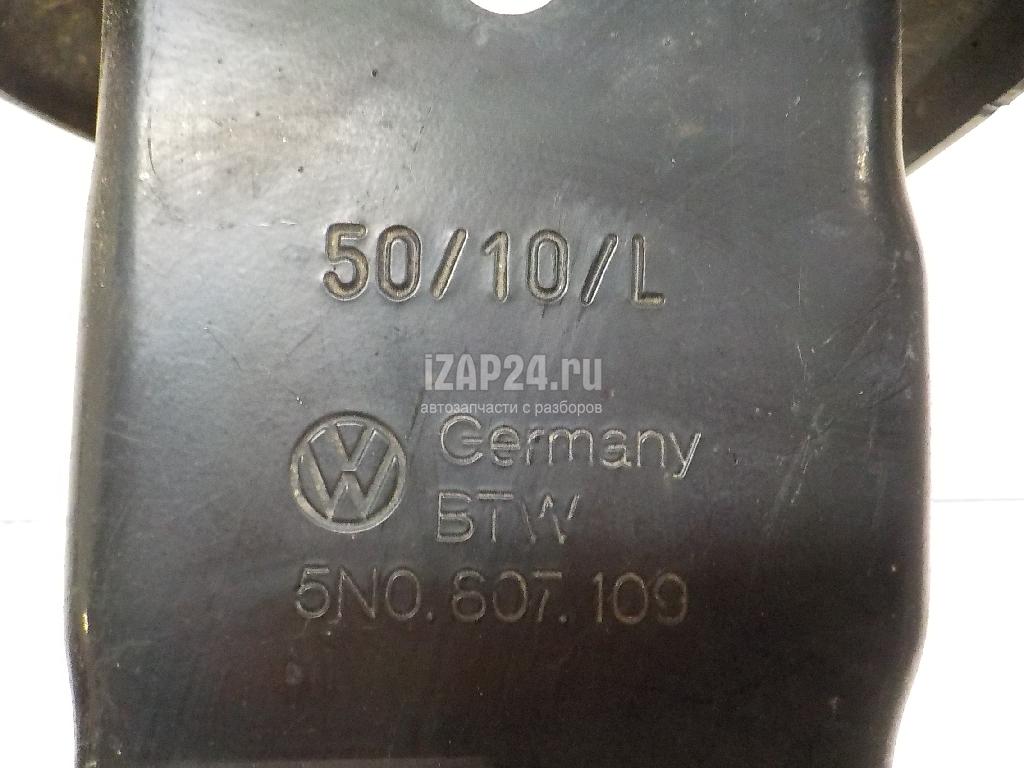 50/10/L
iZAP24.ru
автозапчасти с разборов
Germany
BTW
5N0.807.109